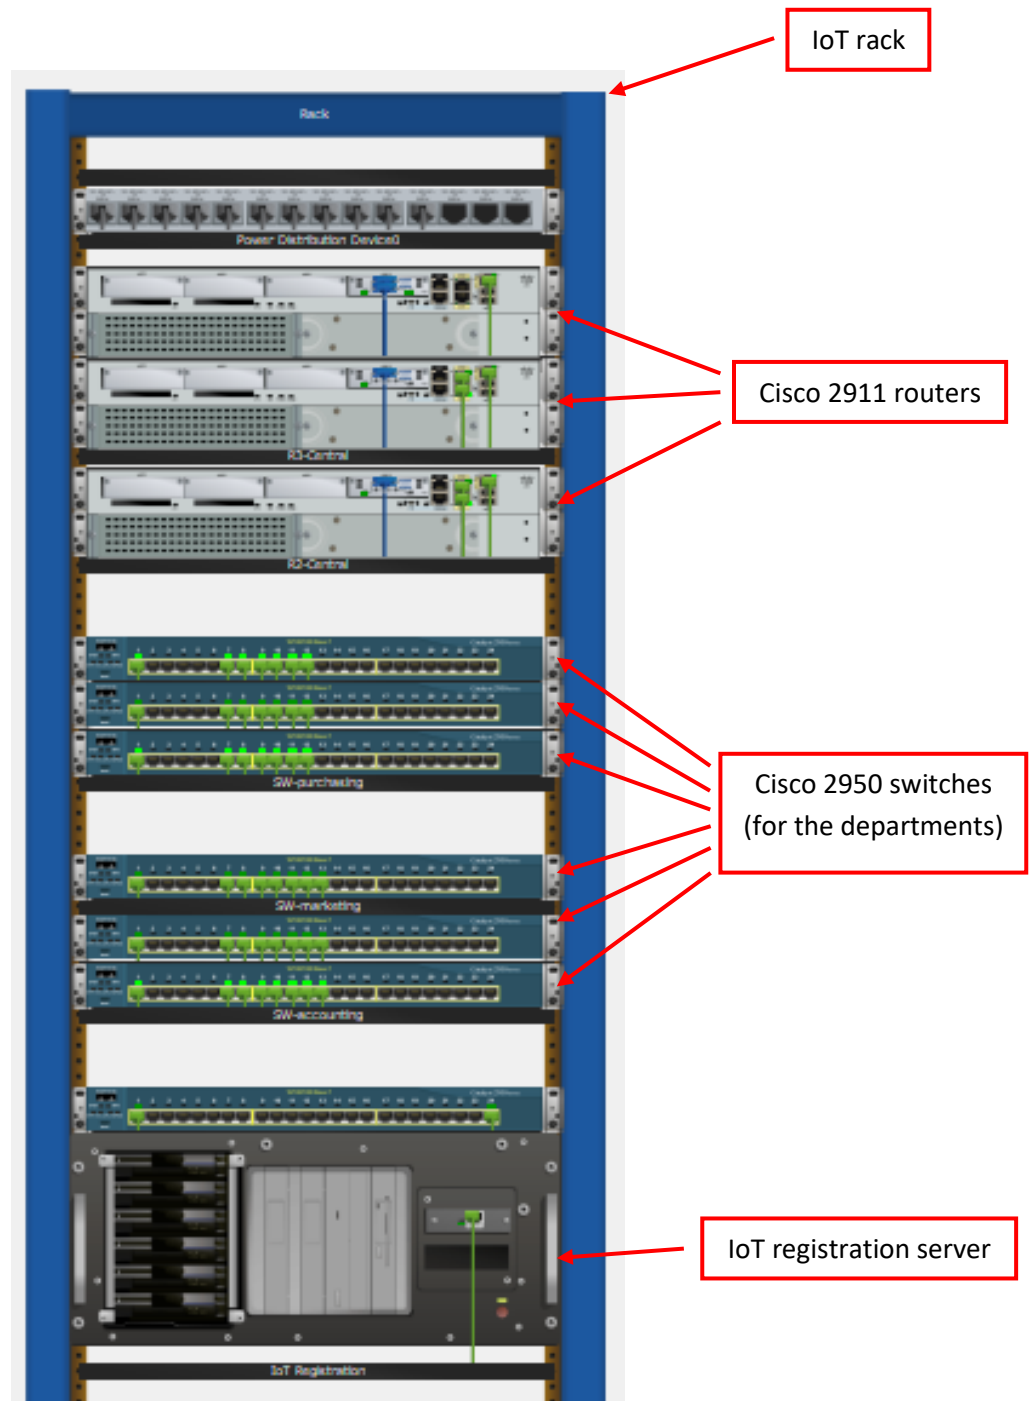 IoT rack
Rack
Power Distribution Device0
Cisco 2911 routers
R3-Central
R2-Central
Cisco 2950 switches
(for the departments)
SW-purchasing
SW-marketing
SW-accounting
IoT registration server
IoT Registration